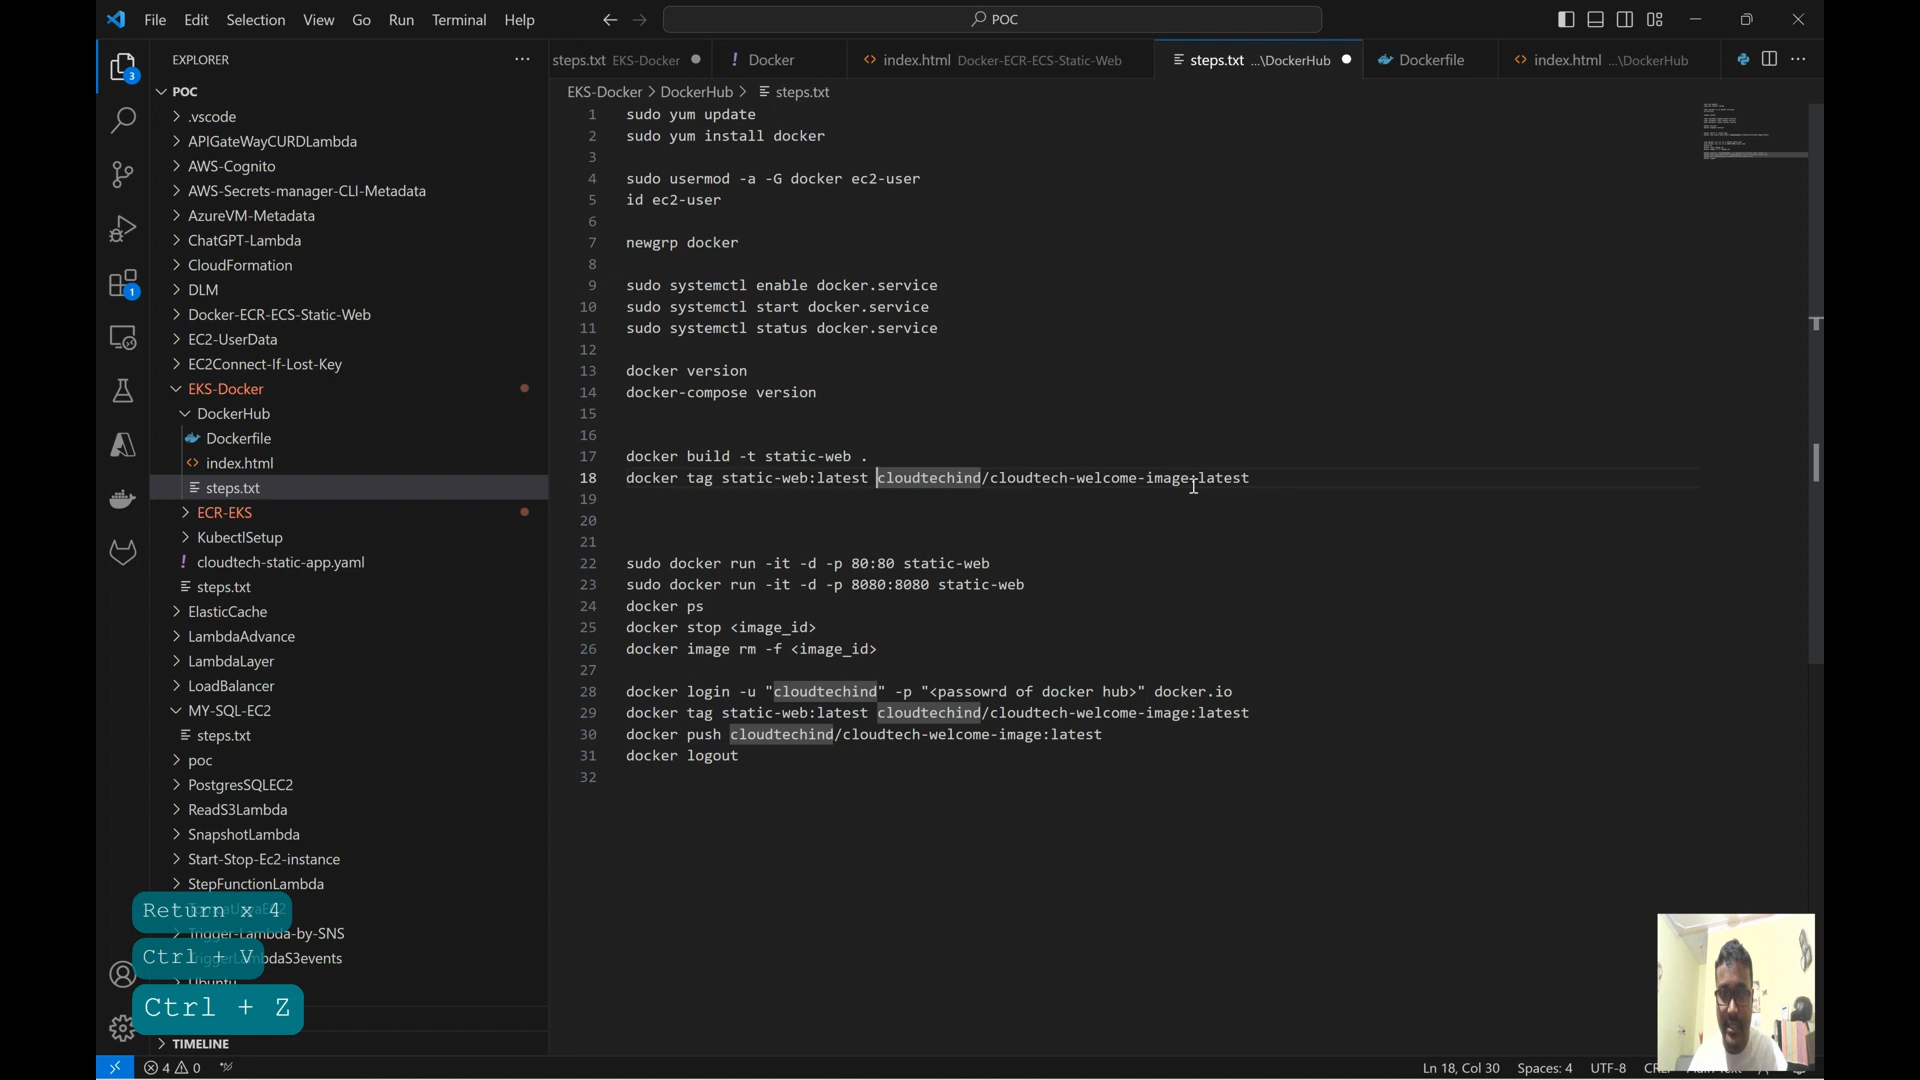 File Edit Selection View Go Run Terminal Help
POC
EXPLORER
steps.txt EKS-Docker
! Docker
index.html Docker-ECR-ECS-Static-Web
steps.txt ...\DockerHub
Dockerfile
index.html ...\DockerHub
EKS-Docker > DockerHub > steps.txt
3
1
POC
.vscode
APIGateWayCURDLambda
AWS-Cognito
AWS-Secrets-manager-CLI-Metadata
AzureVM-Metadata
ChatGPT-Lambda
CloudFormation
DLM
Docker-ECR-ECS-Static-Web
EC2-UserData
EC2Connect-If-Lost-Key
EKS-Docker
DockerHub
Dockerfile
index.html
steps.txt
ECR-EKS
KubectlSetup
! cloudtech-static-app.yaml
steps.txt
ElasticCache
LambdaAdvance
LambdaLayer
LoadBalancer
MY-SQL-EC2
steps.txt
poc
PostgresSQLEC2
ReadS3Lambda
SnapshotLambda
Start-Stop-Ec2-instance
StepFunctionLambda
Trigger-Lambda-by-SNS
TriggerLambdaS3events
Ubuntu
TIMELINE
Return x 4
Ctrl + V
Ctrl + Z
1 sudo yum update
2 sudo yum install docker
3
4 sudo usermod -a -G docker ec2-user
5 id ec2-user
6
7 newgrp docker
8
9 sudo systemctl enable docker.service
10 sudo systemctl start docker.service
11 sudo systemctl status docker.service
12
13 docker version
14 docker-compose version
15
16
17 docker build -t static-web .
18 docker tag static-web:latest cloudtechind/cloudtech-welcome-image:latest
19
20
21
22 sudo docker run -it -d -p 80:80 static-web
23 sudo docker run -it -d -p 8080:8080 static-web
24 docker ps
25 docker stop <image_id>
26 docker image rm -f <image_id>
27
28 docker login -u "cloudtechind" -p "<passowrd of docker hub>" docker.io
29 docker tag static-web:latest cloudtechind/cloudtech-welcome-image:latest
30 docker push cloudtechind/cloudtech-welcome-image:latest
31 docker logout
32
4 0
Ln 18, Col 30 Spaces: 4 UTF-8